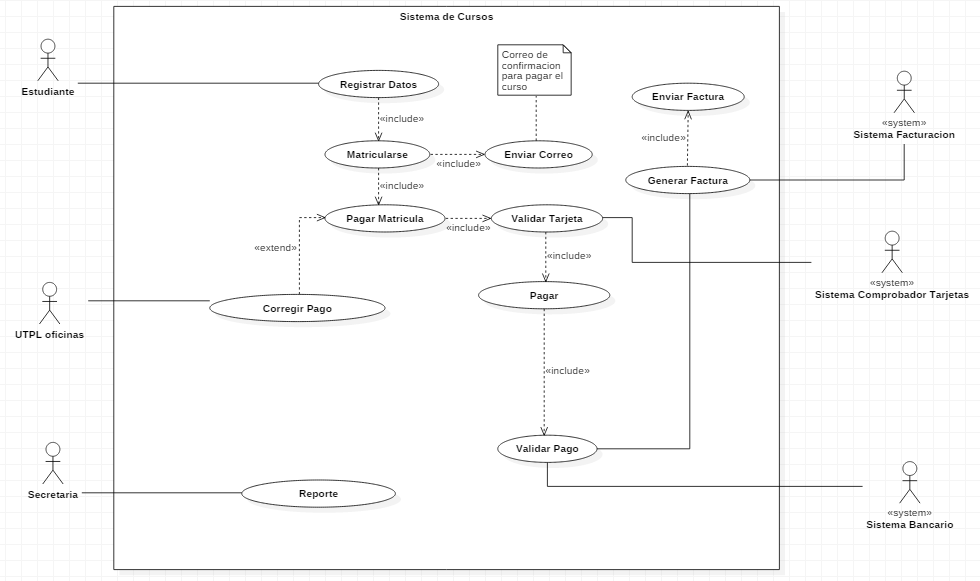 Sistema de Cursos
Estudiante
Registrar Datos
Correo de
confirmacion
para pagar el
curso
Enviar Factura
«system»
Sistema Facturacion
«include»
«include»
Matricularse
«include»
Enviar Correo
«include»
Generar Factura
Pagar Matricula
«include»
Validar Tarjeta
«extend»
«include»
«system»
Sistema Comprobador Tarjetas
Pagar
Corregir Pago
UTPL oficinas
«include»
Validar Pago
Secretaria
Reporte
«system»
Sistema Bancario